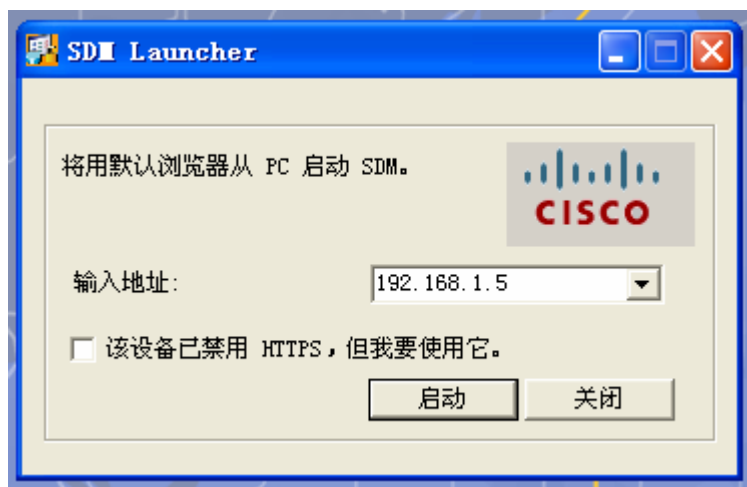 SDM Launcher
将用默认浏览器从 PC 启动 SDM。
CISCO
输入地址:
192.168.1.5
该设备已禁用 HTTPS,但我要使用它。
启动
关闭